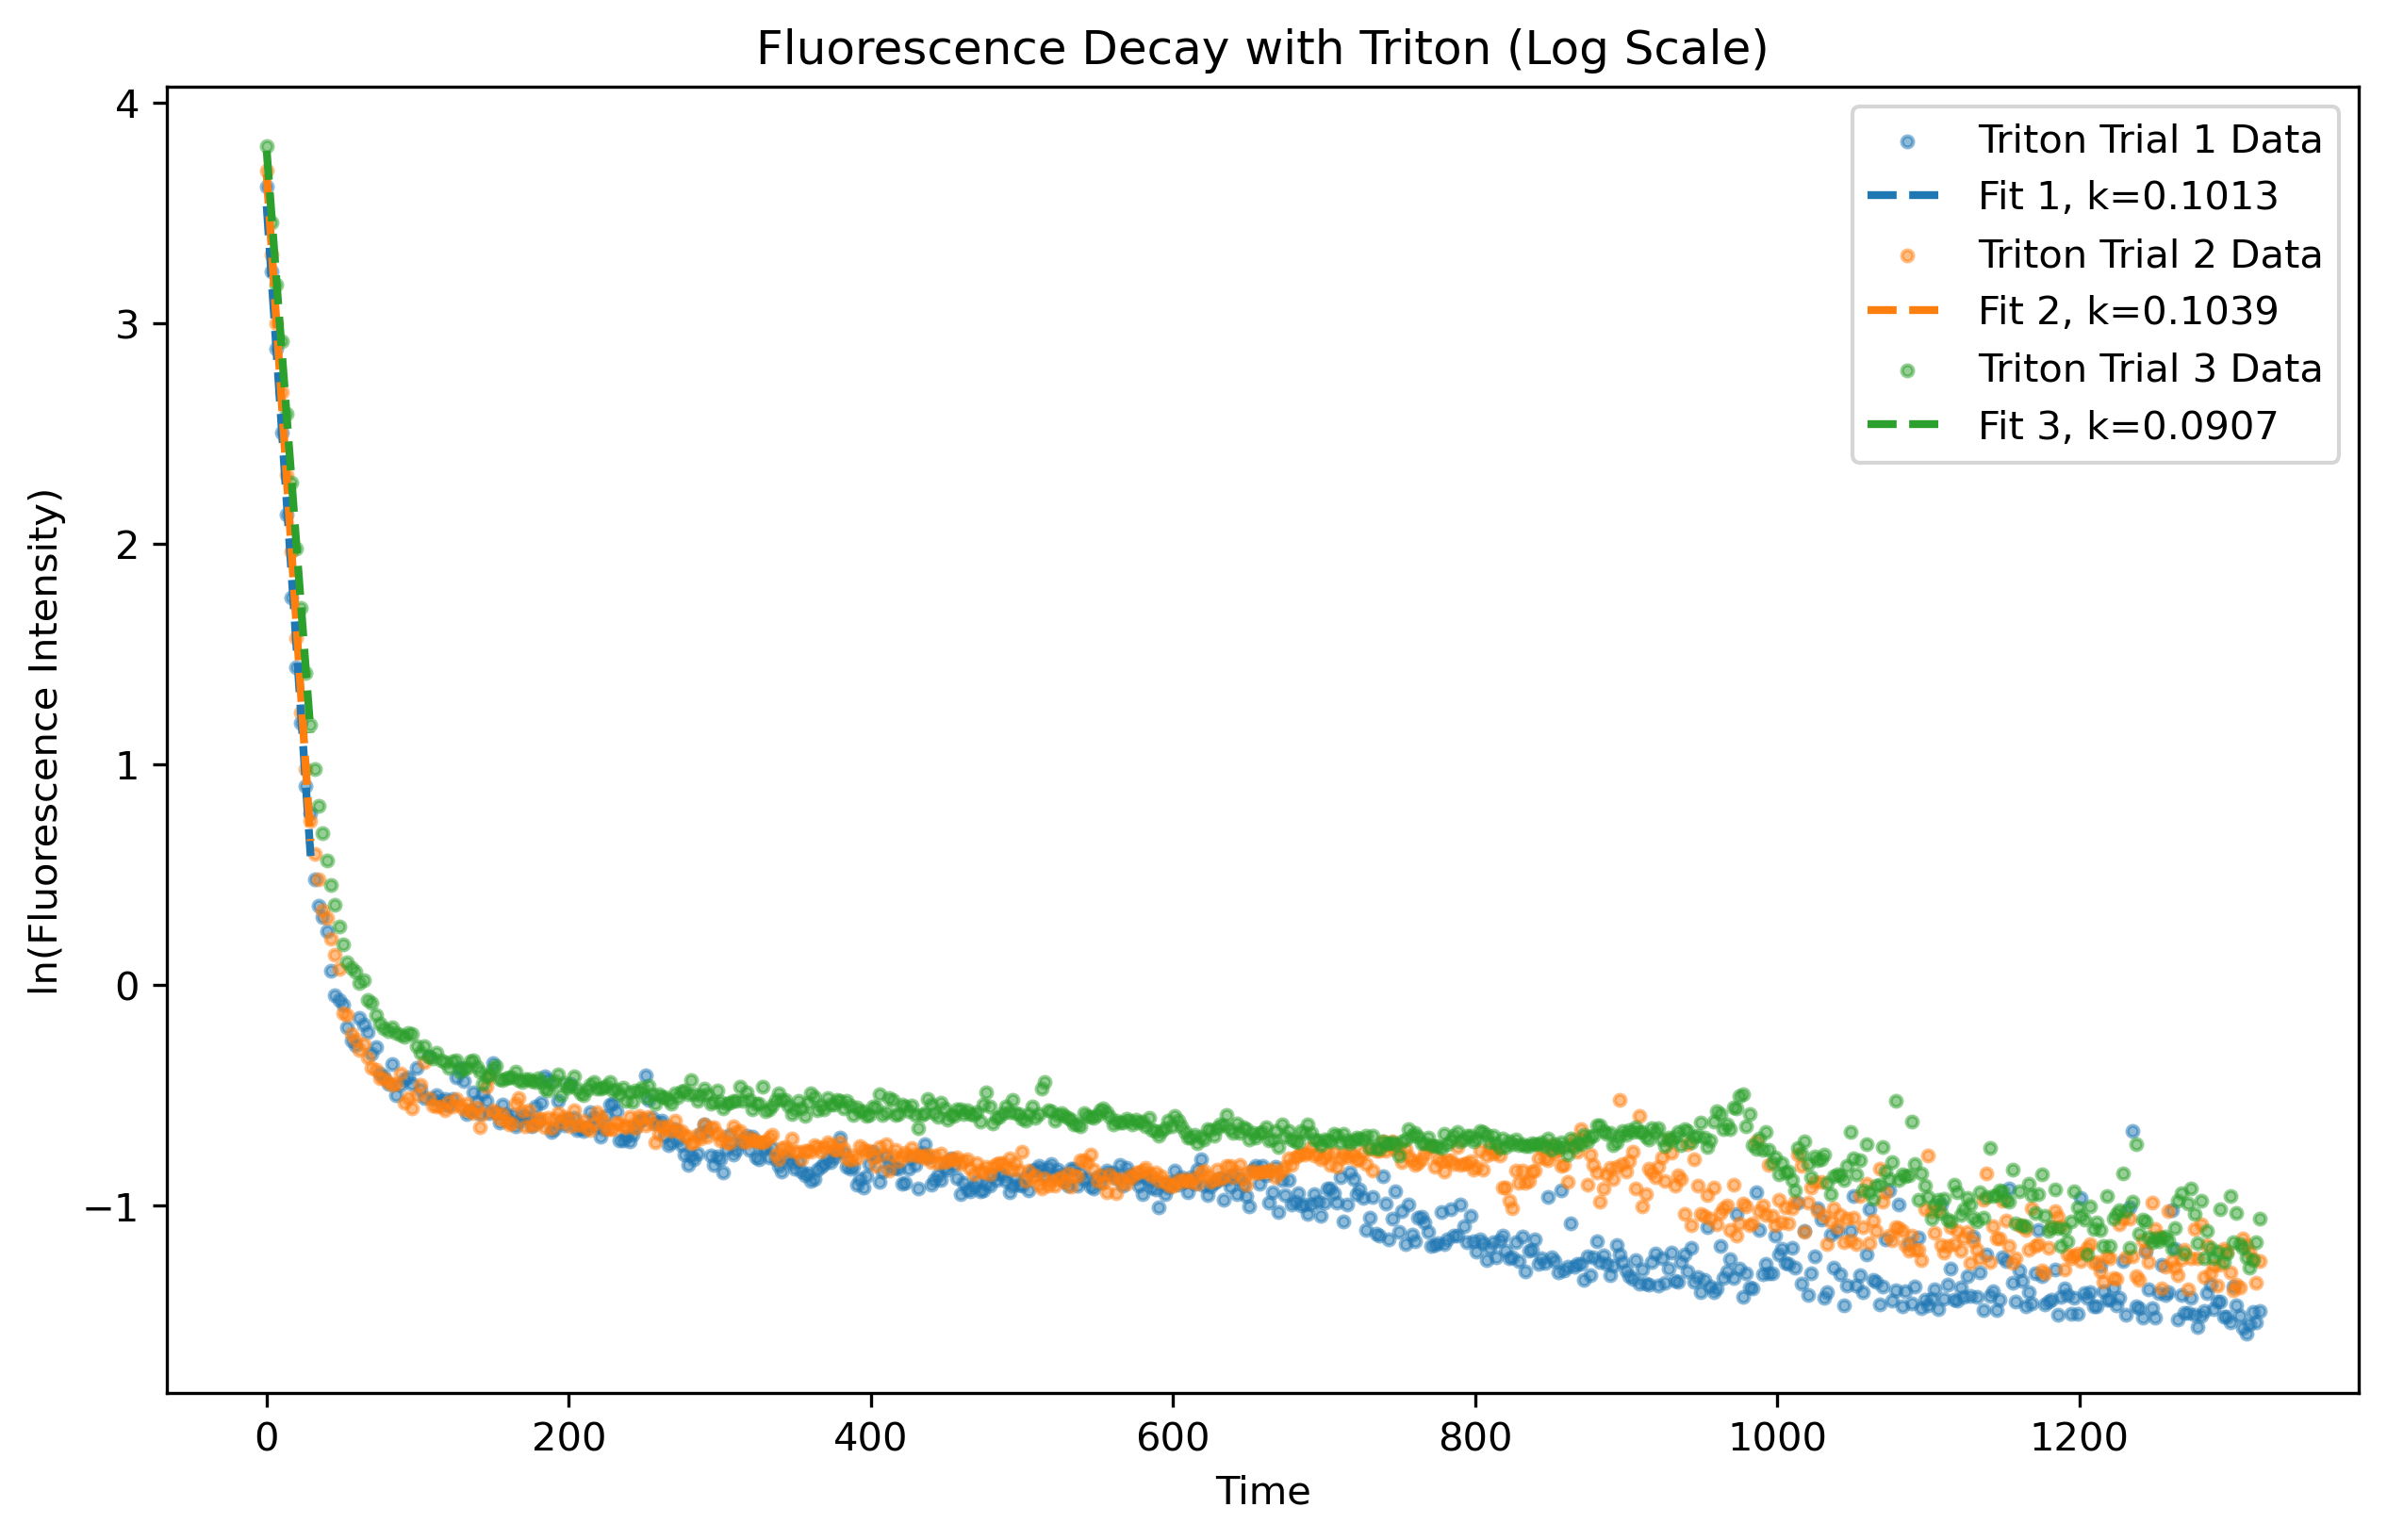 Fluorescence Decay with Triton (Log Scale)
4
3
2
1
0
−1
ln(Fluorescence Intensity)
Triton Trial 1 Data
Fit 1, k=0.1013
Triton Trial 2 Data
Fit 2, k=0.1039
Triton Trial 3 Data
Fit 3, k=0.0907
0 200 400 600 800 1000 1200
Time